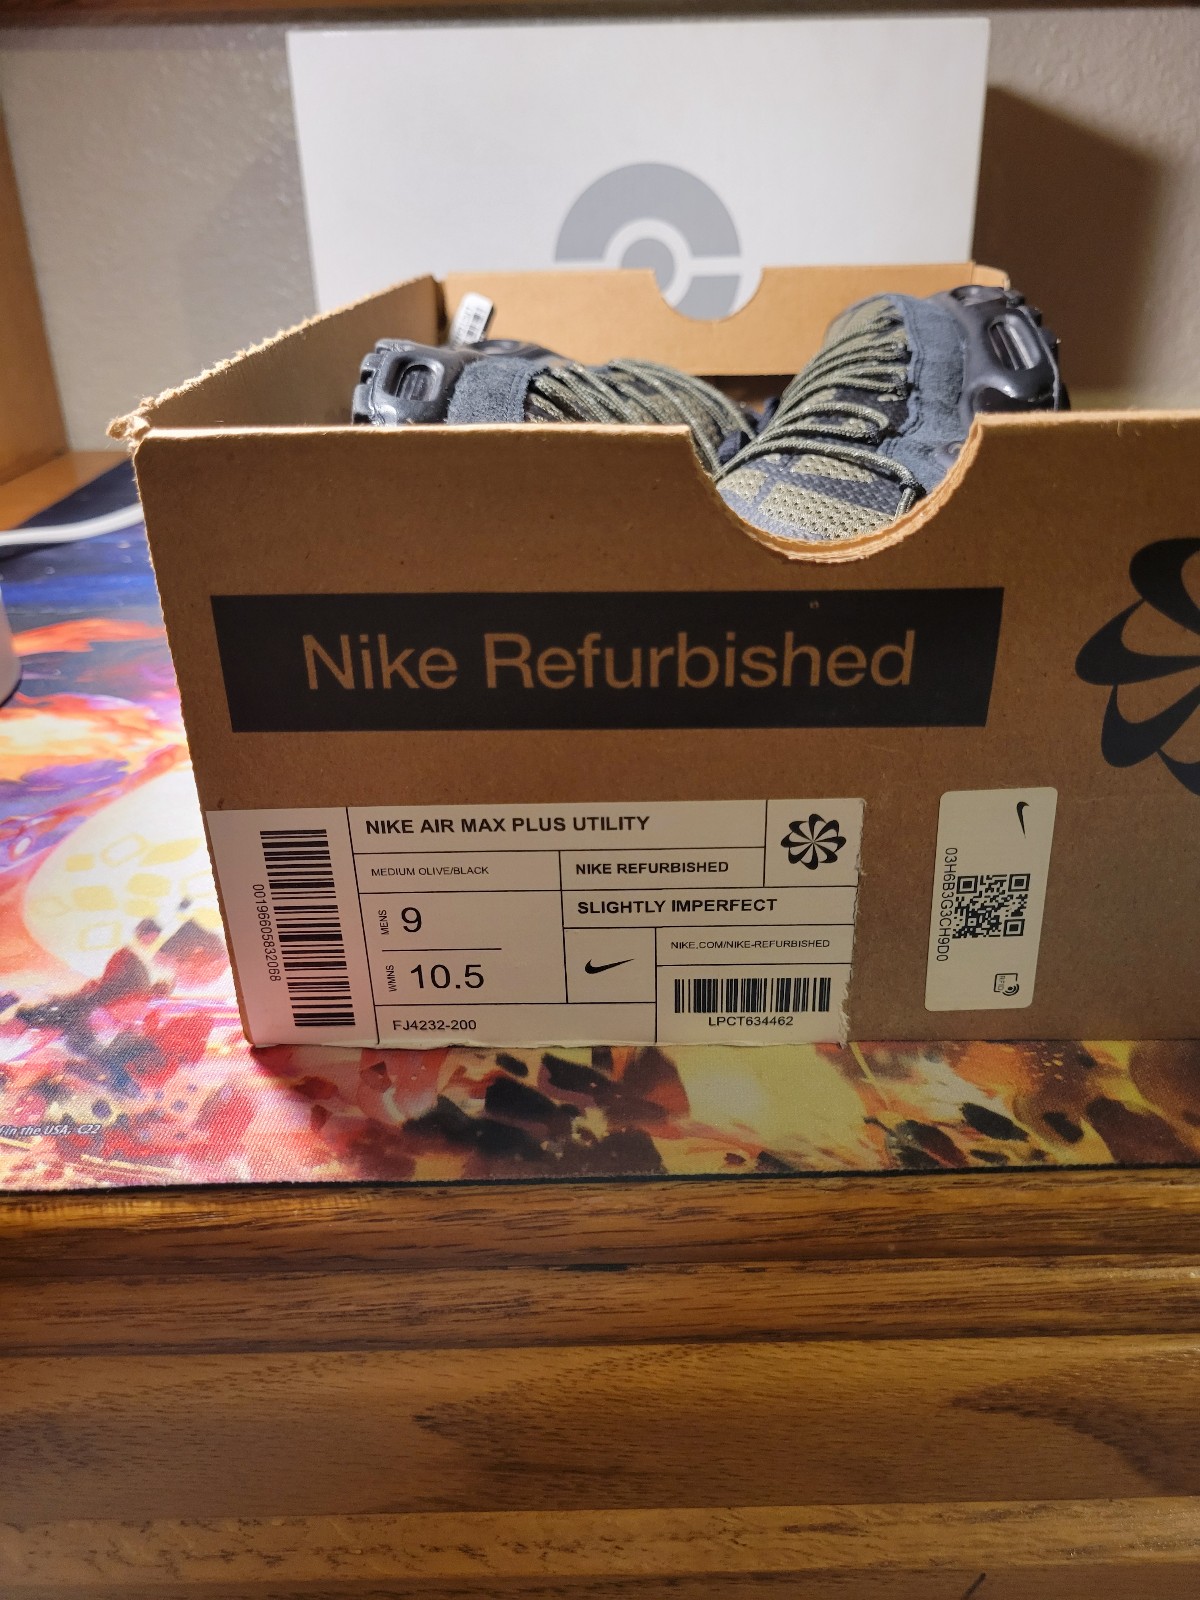 Nike Refurbished
NIKE AIR MAX PLUS UTILITY
MEDIUM OLIVE/BLACK
NIKE REFURBISHED
SLIGHTLY IMPERFECT
MENS 9
WMNS 10.5
NIKE.COM/NIKE-REFURBISHED
FJ4232-200
LPCT634462
00196605832068
03H6B3G3CH9D0
RFID
in the USA. C22